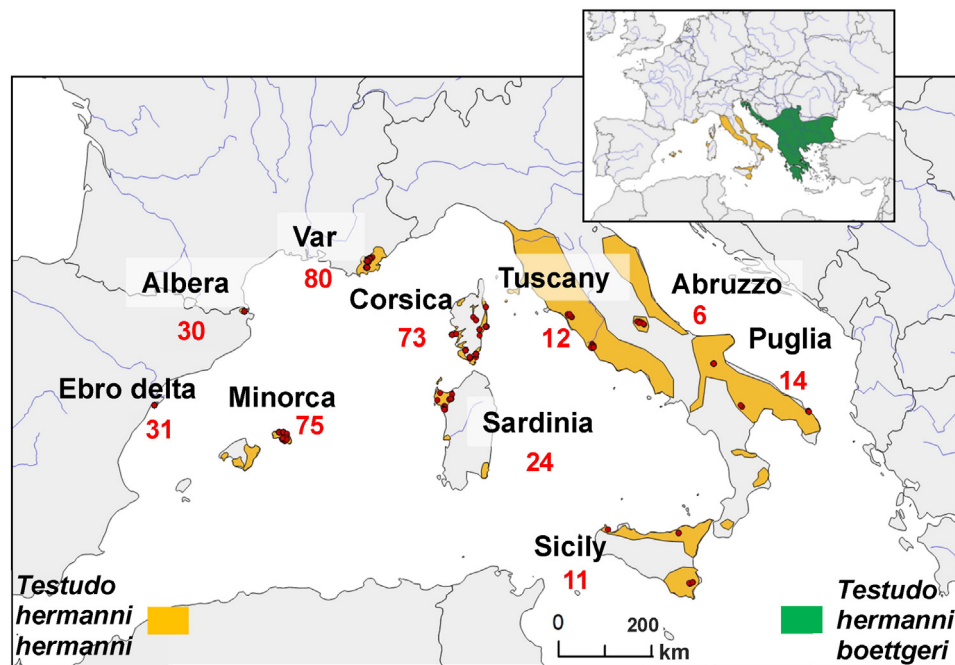 Var
80
Albera
30
Corsica
73
Tuscany
12
Abruzzo
6
Puglia
14
Ebro delta
31
Minorca
75
Sardinia
24
Sicily
11
Testudo
hermanni
hermanni
0 200
km
Testudo
hermanni
boettgeri